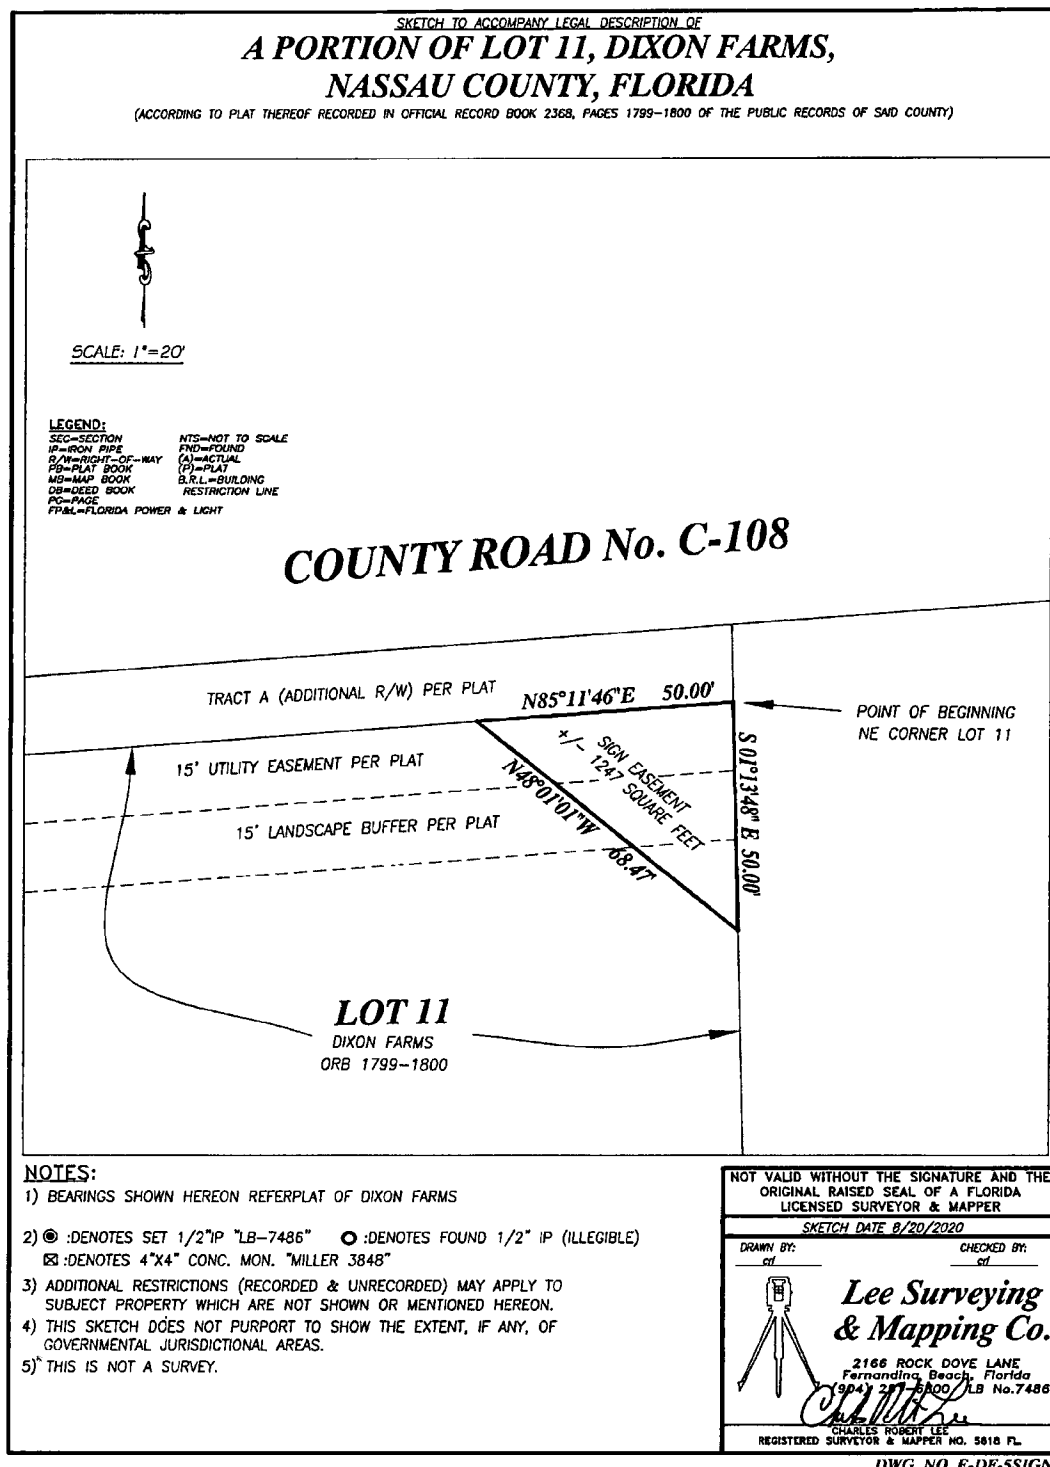 SKETCH TO ACCOMPANY LEGAL DESCRIPTION OF
A PORTION OF LOT 11, DIXON FARMS,
NASSAU COUNTY, FLORIDA
(ACCORDING TO PLAT THEREOF RECORDED IN OFFICIAL RECORD BOOK 2368, PAGES 1799-1800 OF THE PUBLIC RECORDS OF SAID COUNTY)
SCALE: 1"=20'
LEGEND:
SEC=SECTION NTS=NOT TO SCALE
IP=IRON PIPE FND=FOUND
R/W=RIGHT-OF-WAY (A)=ACTUAL
PB=PLAT BOOK (P)=PLAT
MB=MAP BOOK B.R.L.=BUILDING
DB=DEED BOOK RESTRICTION LINE
PG=PAGE
FP&L=FLORIDA POWER & LIGHT
COUNTY ROAD No. C-108
TRACT A (ADDITIONAL R/W) PER PLAT
N85°11'46"E 50.00'
POINT OF BEGINNING
NE CORNER LOT 11
15' UTILITY EASEMENT PER PLAT
SIGN EASEMENT
+/- 1247 SQUARE FEET
N48°01'01"W 68.47'
S 01°13'48" E 50.00'
15' LANDSCAPE BUFFER PER PLAT
LOT 11
DIXON FARMS
ORB 1799-1800
NOTES:
1) BEARINGS SHOWN HEREON REFERPLAT OF DIXON FARMS
2) :DENOTES SET 1/2"IP "LB-7486" :DENOTES FOUND 1/2" IP (ILLEGIBLE)
:DENOTES 4"X4" CONC. MON. "MILLER 3848"
3) ADDITIONAL RESTRICTIONS (RECORDED & UNRECORDED) MAY APPLY TO
SUBJECT PROPERTY WHICH ARE NOT SHOWN OR MENTIONED HEREON.
4) THIS SKETCH DOES NOT PURPORT TO SHOW THE EXTENT, IF ANY, OF
GOVERNMENTAL JURISDICTIONAL AREAS.
5) THIS IS NOT A SURVEY.
NOT VALID WITHOUT THE SIGNATURE AND THE
ORIGINAL RAISED SEAL OF A FLORIDA
LICENSED SURVEYOR & MAPPER
SKETCH DATE 8/20/2020
DRAWN BY: CHECKED BY:
crl crl
Lee Surveying
& Mapping Co.
2166 ROCK DOVE LANE
Fernandina Beach, Florida
(904) LB No.7486
CHARLES ROBERT LEE
REGISTERED SURVEYOR & MAPPER NO. 5618 FL.
DWG. NO. E-DF-5SIGN